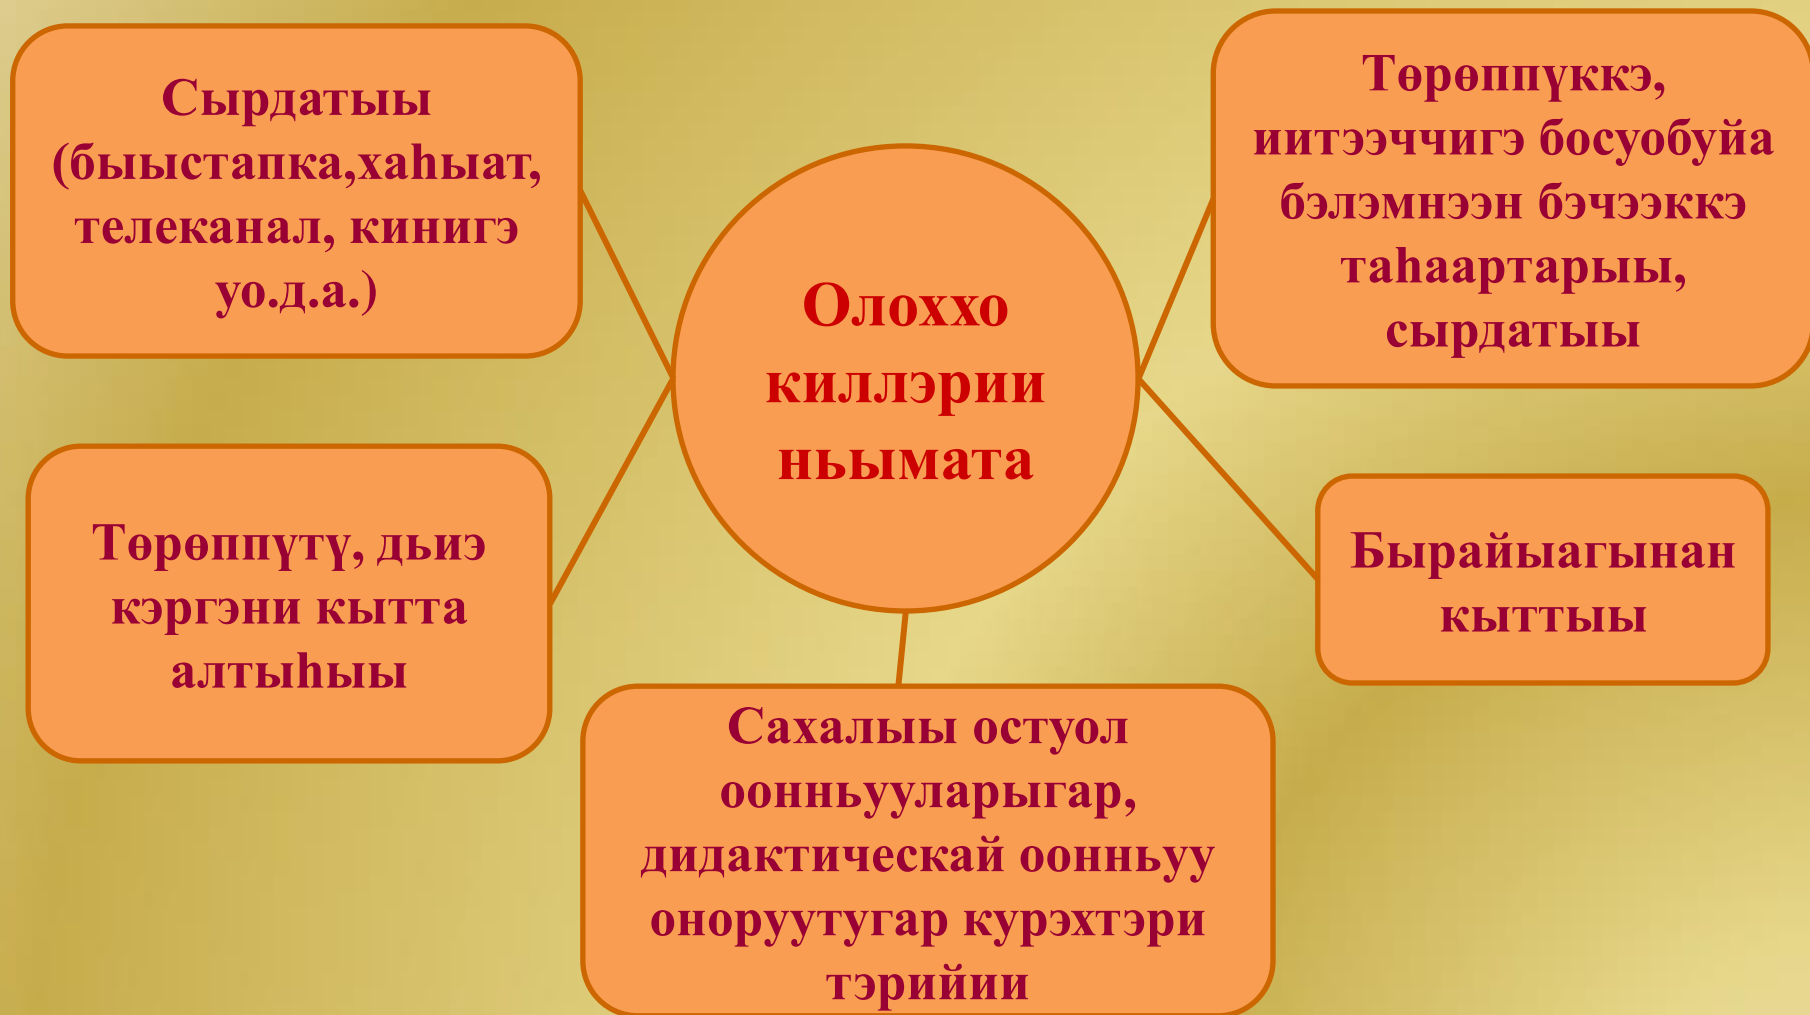 Сырдатыы
(быыстапка,хаһыат,
телеканал, кинигэ
уо.д.а.)
Төрөппүккэ,
иитээччигэ босуобуйа
бэлэмнээн бэчээккэ
таһаартарыы,
сырдатыы
Олоххо
киллэрии
ньымата
Төрөппүтү, дьиэ
кэргэни кытта
алтыһыы
Бырайыагынан
кыттыы
Сахалыы остуол
оонньууларыгар,
дидактическай оонньуу
оноруутугар курэхтэри
тэрийии